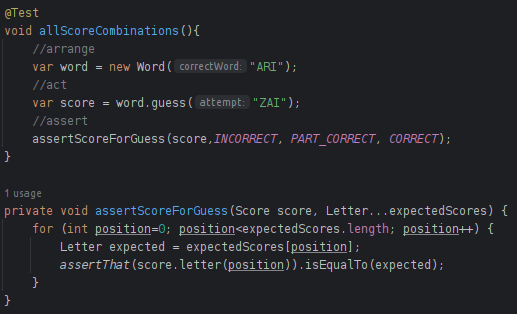 @Test
void allScoreCombinations(){
//arrange
var word = new Word( correctWord: "ARI");
//act
var score = word.guess( attempt: "ZAI");
//assert
assertScoreForGuess(score,INCORRECT, PART_CORRECT, CORRECT);
}
1 usage
private void assertScoreForGuess(Score score, Letter...expectedScores) {
for (int position=0; position<expectedScores.length; position++) {
Letter expected = expectedScores[position];
assertThat(score.letter(position)).isEqualTo(expected);
}
}